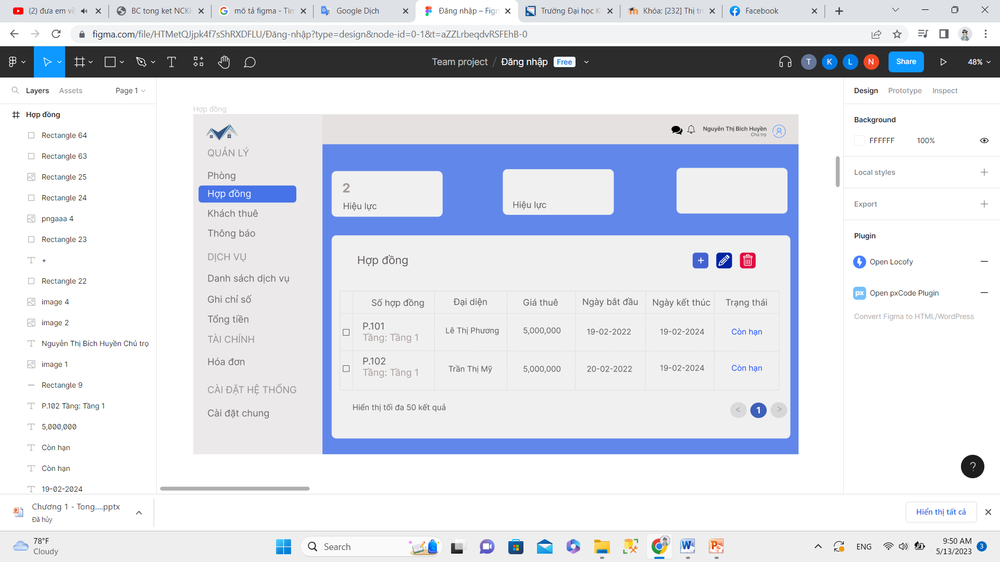 (2) đưa em về
BC tong ket NCKH
mô tả figma - Tìm
Google Dịch
Đăng nhập – Figm
Trường Đại học K
Khóa: [232] Thị tr
Facebook
figma.com/file/HTMetQJjpk4f7sShRXDFLU/Đăng-nhập?type=design&node-id=0-1&t=aZZLrbeqdvRSFEhB-0
Team project / Đăng nhập Free
T K L N Share 48%
Layers Assets Page 1
Hợp đồng
Rectangle 64
Rectangle 63
Rectangle 25
Rectangle 24
pngaaa 4
Rectangle 23
+
Rectangle 22
image 4
image 2
Nguyễn Thị Bích Huyền Chủ trọ
image 1
Rectangle 9
P.102 Tầng: Tầng 1
5,000,000
Còn hạn
Còn hạn
19-02-2024
Hợp đồng
QUẢN LÝ
Phòng
Hợp đồng
Khách thuê
Thông báo
DỊCH VỤ
Danh sách dịch vụ
Ghi chỉ số
Tổng tiền
TÀI CHÍNH
Hóa đơn
CÀI ĐẶT HỆ THỐNG
Cài đặt chung
Nguyễn Thị Bích Huyền
Chủ trọ
2
Hiệu lực
Hiệu lực
Hợp đồng
+
Số hợp đồng Đại diện Giá thuê Ngày bắt đầu Ngày kết thúc Trạng thái
P.101
Tầng: Tầng 1
Lê Thị Phương 5,000,000 19-02-2022 19-02-2024 Còn hạn
P.102
Tầng: Tầng 1
Trần Thị Mỹ 5,000,000 20-02-2022 19-02-2024 Còn hạn
Hiển thị tối đa 50 kết quả
< 1 >
Design Prototype Inspect
Background
FFFFFF 100%
Local styles
Export
Plugin
Open Locofy
px Open pxCode Plugin
Convert Figma to HTML/WordPress
?
Chương 1 - Tong....pptx
Đã hủy
Hiển thị tất cả
78°F
Cloudy
Search
ENG
9:50 AM
5/13/2023
3